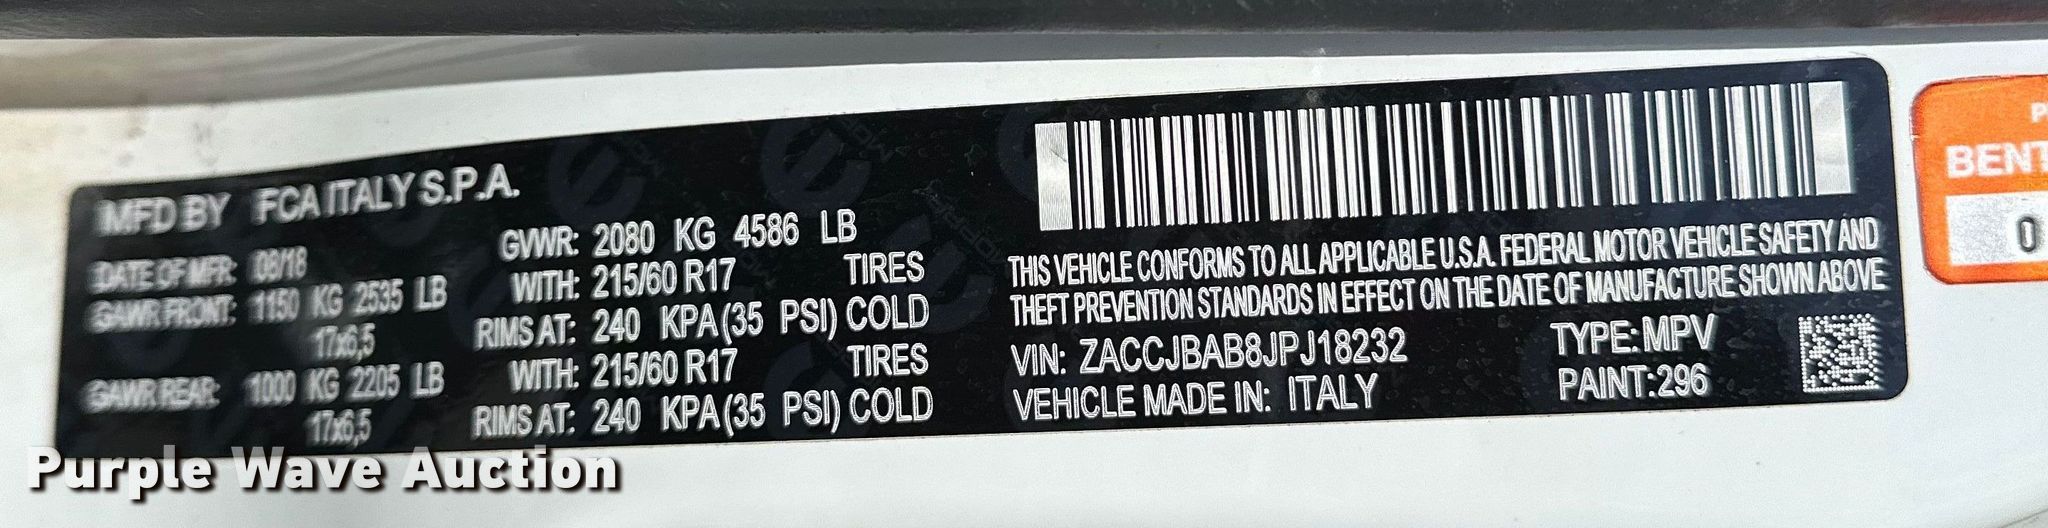 MFD BY FCA ITALY S.P.A.
DATE OF MFR: 08/18
GAWR FRONT: 1150 KG 2535 LB
17x6,5
GAWR REAR: 1000 KG 2205 LB
17x6,5
GVWR: 2080 KG 4586 LB
WITH: 215/60 R17 TIRES
RIMS AT: 240 KPA (35 PSI) COLD
WITH: 215/60 R17 TIRES
RIMS AT: 240 KPA (35 PSI) COLD
THIS VEHICLE CONFORMS TO ALL APPLICABLE U.S.A. FEDERAL MOTOR VEHICLE SAFETY AND
THEFT PREVENTION STANDARDS IN EFFECT ON THE DATE OF MANUFACTURE SHOWN ABOVE
VIN: ZACCJBAB8JPJ18232 TYPE: MPV
VEHICLE MADE IN: ITALY PAINT: 296
BENT
0
Purple Wave Auction